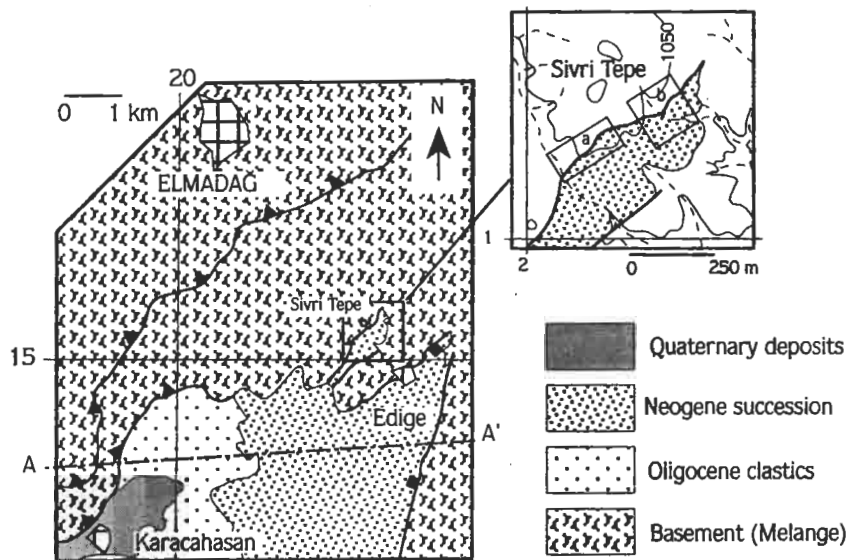 20
0 1 km
N
ELMADAĞ
Sivri Tepe
15
Edige
A
A'
Karacahasan
1050
Sivri Tepe
b
a
1
2
0 250 m
Quaternary deposits
Neogene succession
Oligocene clastics
Basement (Melange)